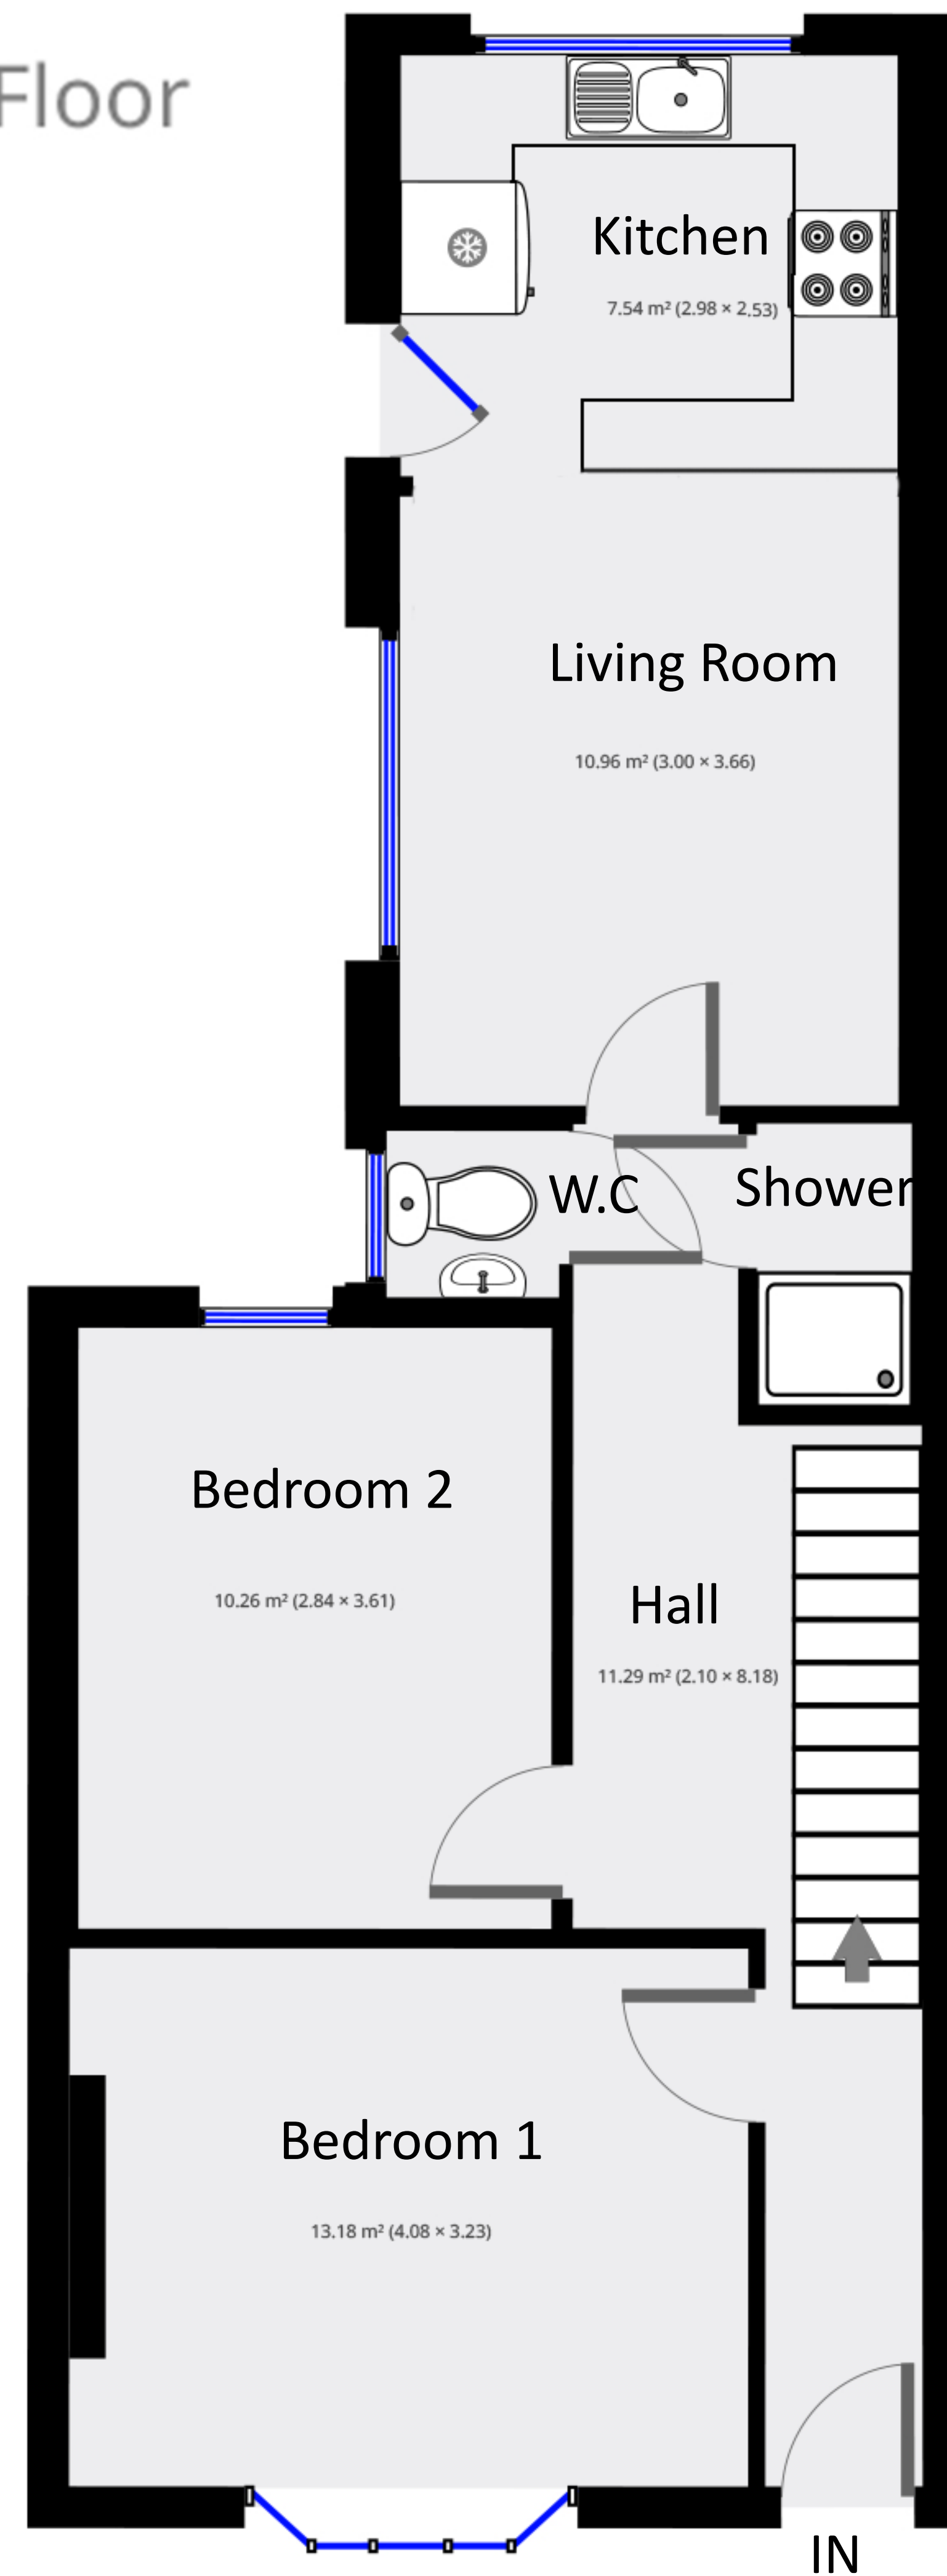 Floor
Kitchen
7.54 m² (2.98 × 2.53)
Living Room
10.96 m² (3.00 × 3.66)
W.C
Shower
Bedroom 2
10.26 m² (2.84 × 3.61)
Hall
11.29 m² (2.10 × 8.18)
Bedroom 1
13.18 m² (4.08 × 3.23)
IN